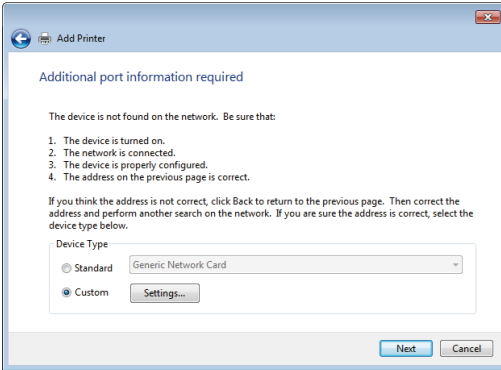 Add Printer
Additional port information required
The device is not found on the network.  Be sure that:
1.  The device is turned on.
2.  The network is connected.
3.  The device is properly configured.
4.  The address on the previous page is correct.
If you think the address is not correct, click Back to return to the previous page.  Then correct the
address and perform another search on the network.  If you are sure the address is correct, select the
device type below.
Device Type
Standard
Generic Network Card
Custom
Settings...
Next
Cancel